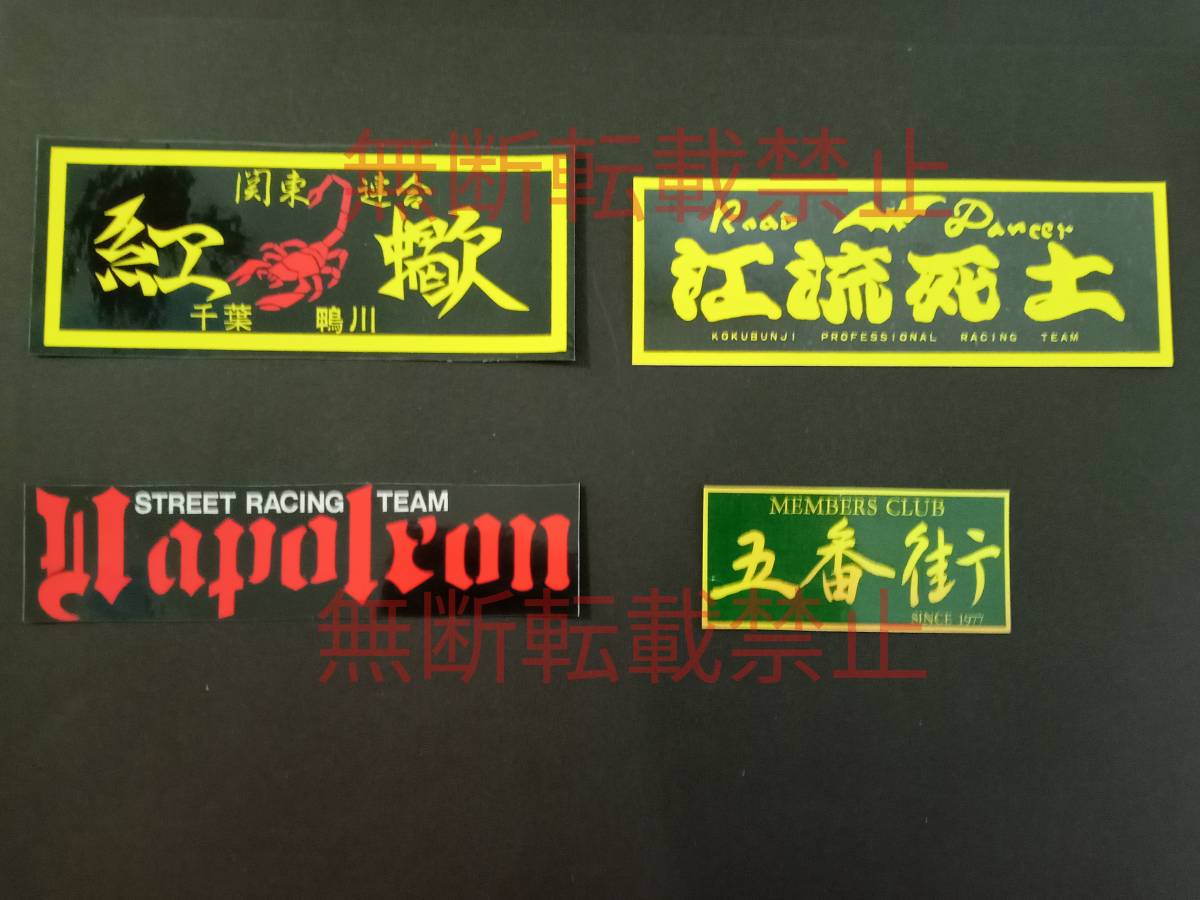 無断転載禁止
関東連合
紅蠍
千葉 鴨川
Road Dancer
江流死士
KOKUBUNJI PROFESSIONAL RACING TEAM
STREET RACING TEAM
Napoleon
MEMBERS CLUB
五番街
SINCE 1977
無断転載禁止